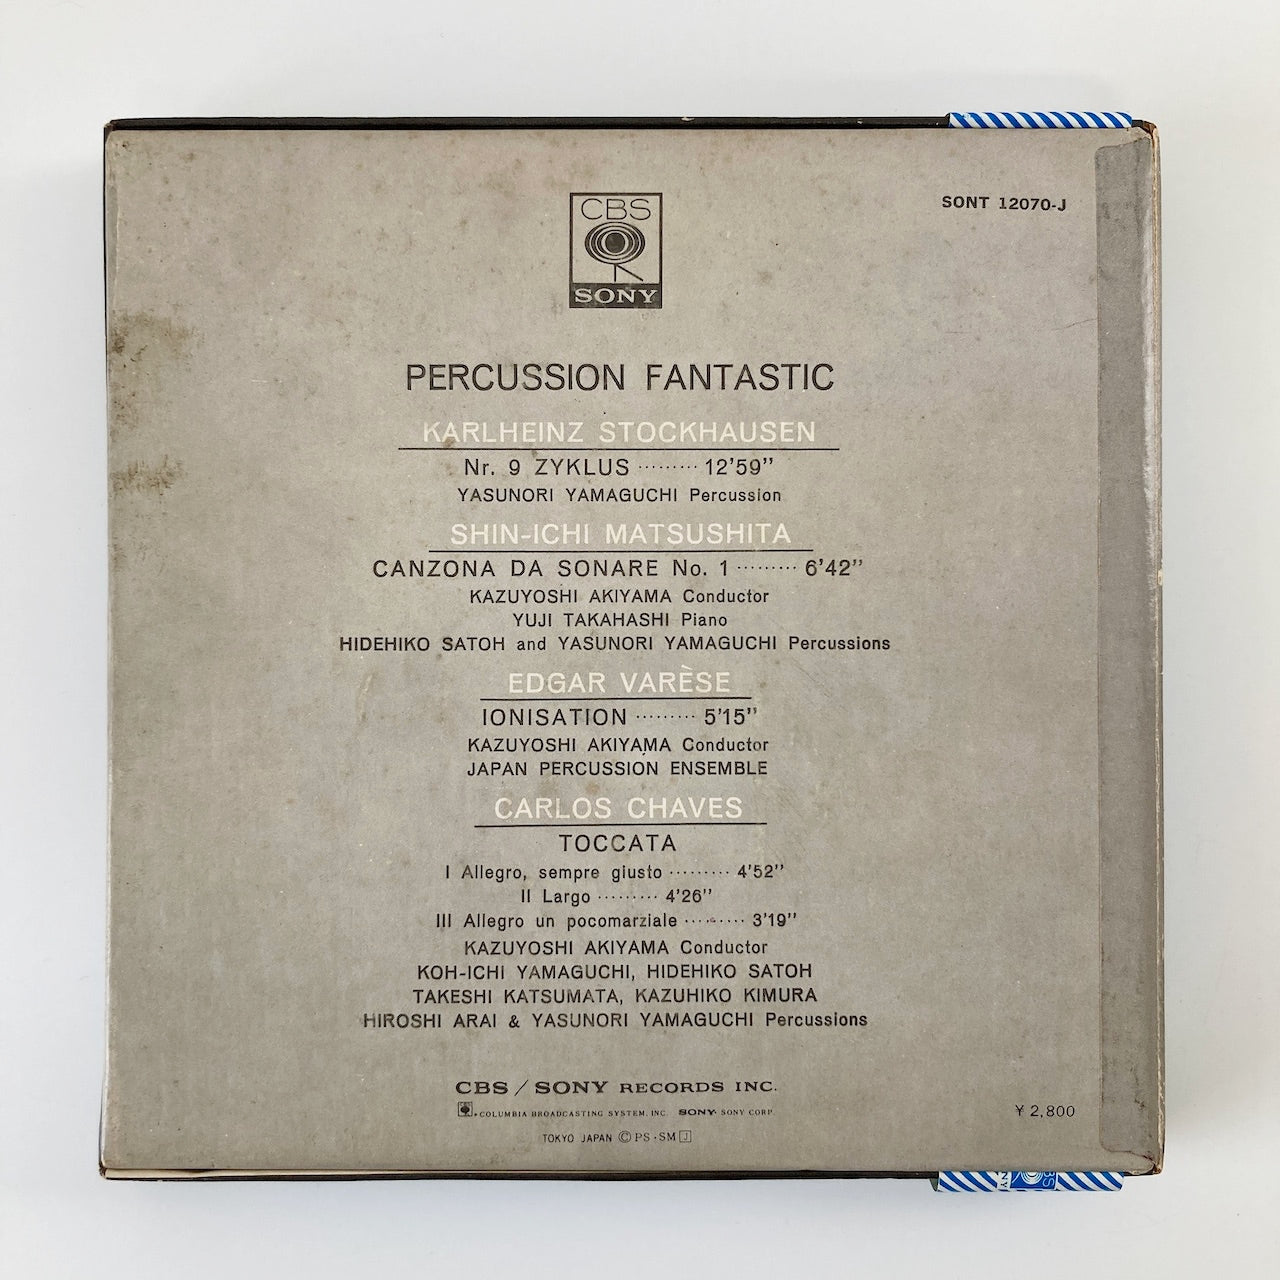 CBS
SONY
SONT 12070-J
PERCUSSION FANTASTIC
KARLHEINZ STOCKHAUSEN
Nr. 9 ZYKLUS ········· 12’59”
YASUNORI YAMAGUCHI Percussion
SHIN-ICHI MATSUSHITA
CANZONA DA SONARE No. 1 ········· 6’42”
KAZUYOSHI AKIYAMA Conductor
YUJI TAKAHASHI Piano
HIDEHIKO SATOH and YASUNORI YAMAGUCHI Percussions
EDGAR VARÈSE
IONISATION ········· 5’15”
KAZUYOSHI AKIYAMA Conductor
JAPAN PERCUSSION ENSEMBLE
CARLOS CHAVES
TOCCATA
I Allegro, sempre giusto ········· 4’52”
II Largo ········· 4’26”
III Allegro un pocomarziale ········· 3’19”
KAZUYOSHI AKIYAMA Conductor
KOH-ICHI YAMAGUCHI, HIDEHIKO SATOH
TAKESHI KATSUMATA, KAZUHIKO KIMURA
HIROSHI ARAI & YASUNORI YAMAGUCHI Percussions
CBS / SONY RECORDS INC.
COLUMBIA BROADCASTING SYSTEM, INC. SONY· SONY CORP.
¥ 2,800
TOKYO JAPAN Ⓒ PS · SM J
CBS
SONY